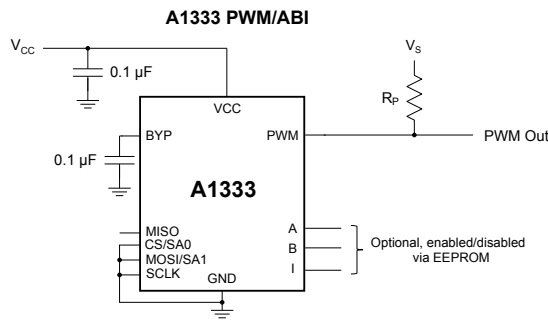 A1333 PWM/ABI
VCC
VS
0.1 µF
RP
VCC
BYP
PWM
PWM Out
0.1 µF
A1333
MISO
CS/SA0
MOSI/SA1
SCLK
GND
A
B
I
Optional, enabled/disabled
via EEPROM